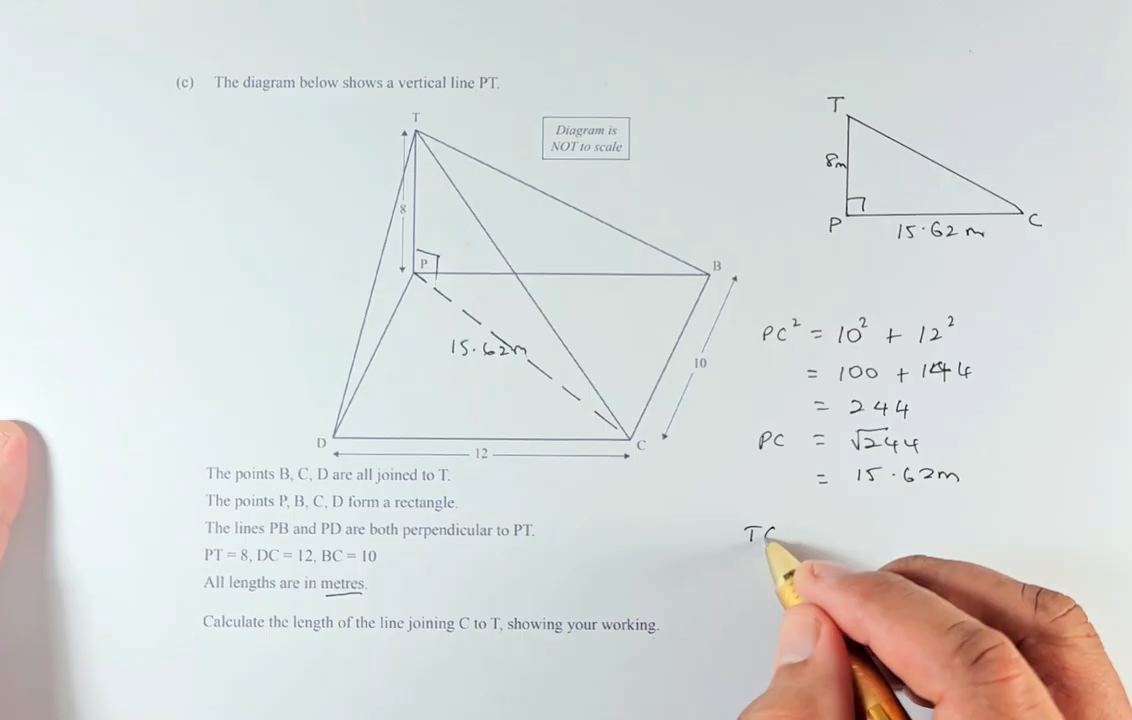 (c) The diagram below shows a vertical line PT.
T
Diagram is
NOT to scale
8
P
B
15.62m
10
D
C
12
The points B, C, D are all joined to T.
The points P, B, C, D form a rectangle.
The lines PB and PD are both perpendicular to PT.
PT = 8, DC = 12, BC = 10
All lengths are in metres.
Calculate the length of the line joining C to T, showing your working.
T
8m
P
C
15.62 m
PC² = 10² + 12²
= 100 + 144
= 244
PC = √244
= 15.62m
TC